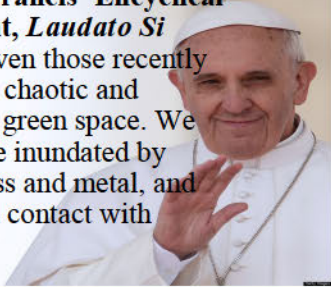 Francis' Encyclical
t, Laudato Si
ven those recently
chaotic and
green space. We
e inundated by
ss and metal, and
contact with